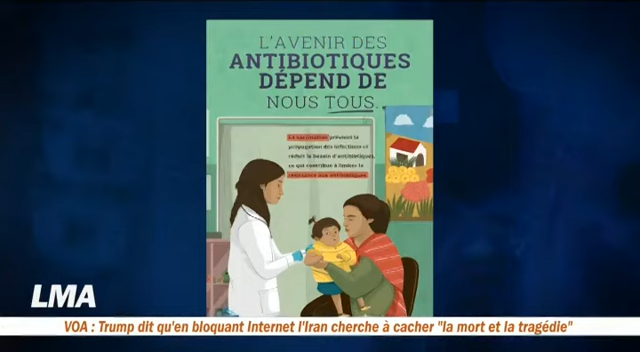 L'AVENIR DES
ANTIBIOTIQUES
DÉPEND DE
NOUS TOUS.
La vaccination prévient la
propagation des infections et
réduit le besoin d'antibiotiques,
ce qui contribue à limiter la
résistance aux antibiotiques.
LMA
VOA : Trump dit qu'en bloquant Internet l'Iran cherche à cacher "la mort et la tragédie"